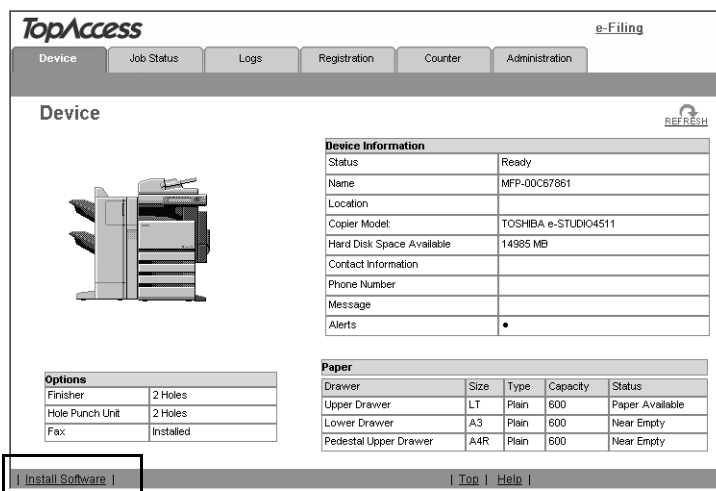 TopAccess
e-Filing
Device Job Status Logs Registration Counter Administration
Device
REFRESH
Device Information
Status Ready
Name MFP-00C67861
Location
Copier Model: TOSHIBA e-STUDIO4511
Hard Disk Space Available 14985 MB
Contact Information
Phone Number
Message
Alerts •
Options
Finisher 2 Holes
Hole Punch Unit 2 Holes
Fax Installed
Paper
Drawer Size Type Capacity Status
Upper Drawer LT Plain 600 Paper Available
Lower Drawer A3 Plain 600 Near Empty
Pedestal Upper Drawer A4R Plain 600 Near Empty
| Install Software | | Top | Help |